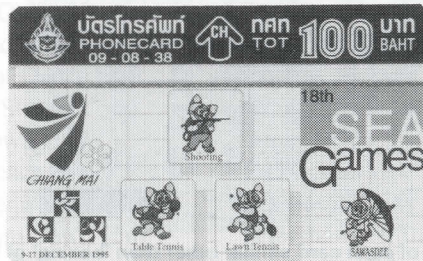 บัตรโทรศัพท์
PHONECARD
09 - 08 - 38
CH
ทศท
TOT
100
บาท
BAHT
18th
SEA
Games
CHIANG MAI
Shooting
9-17 DECEMBER 1995
Table Tennis
Lawn Tennis
SAWASDEE